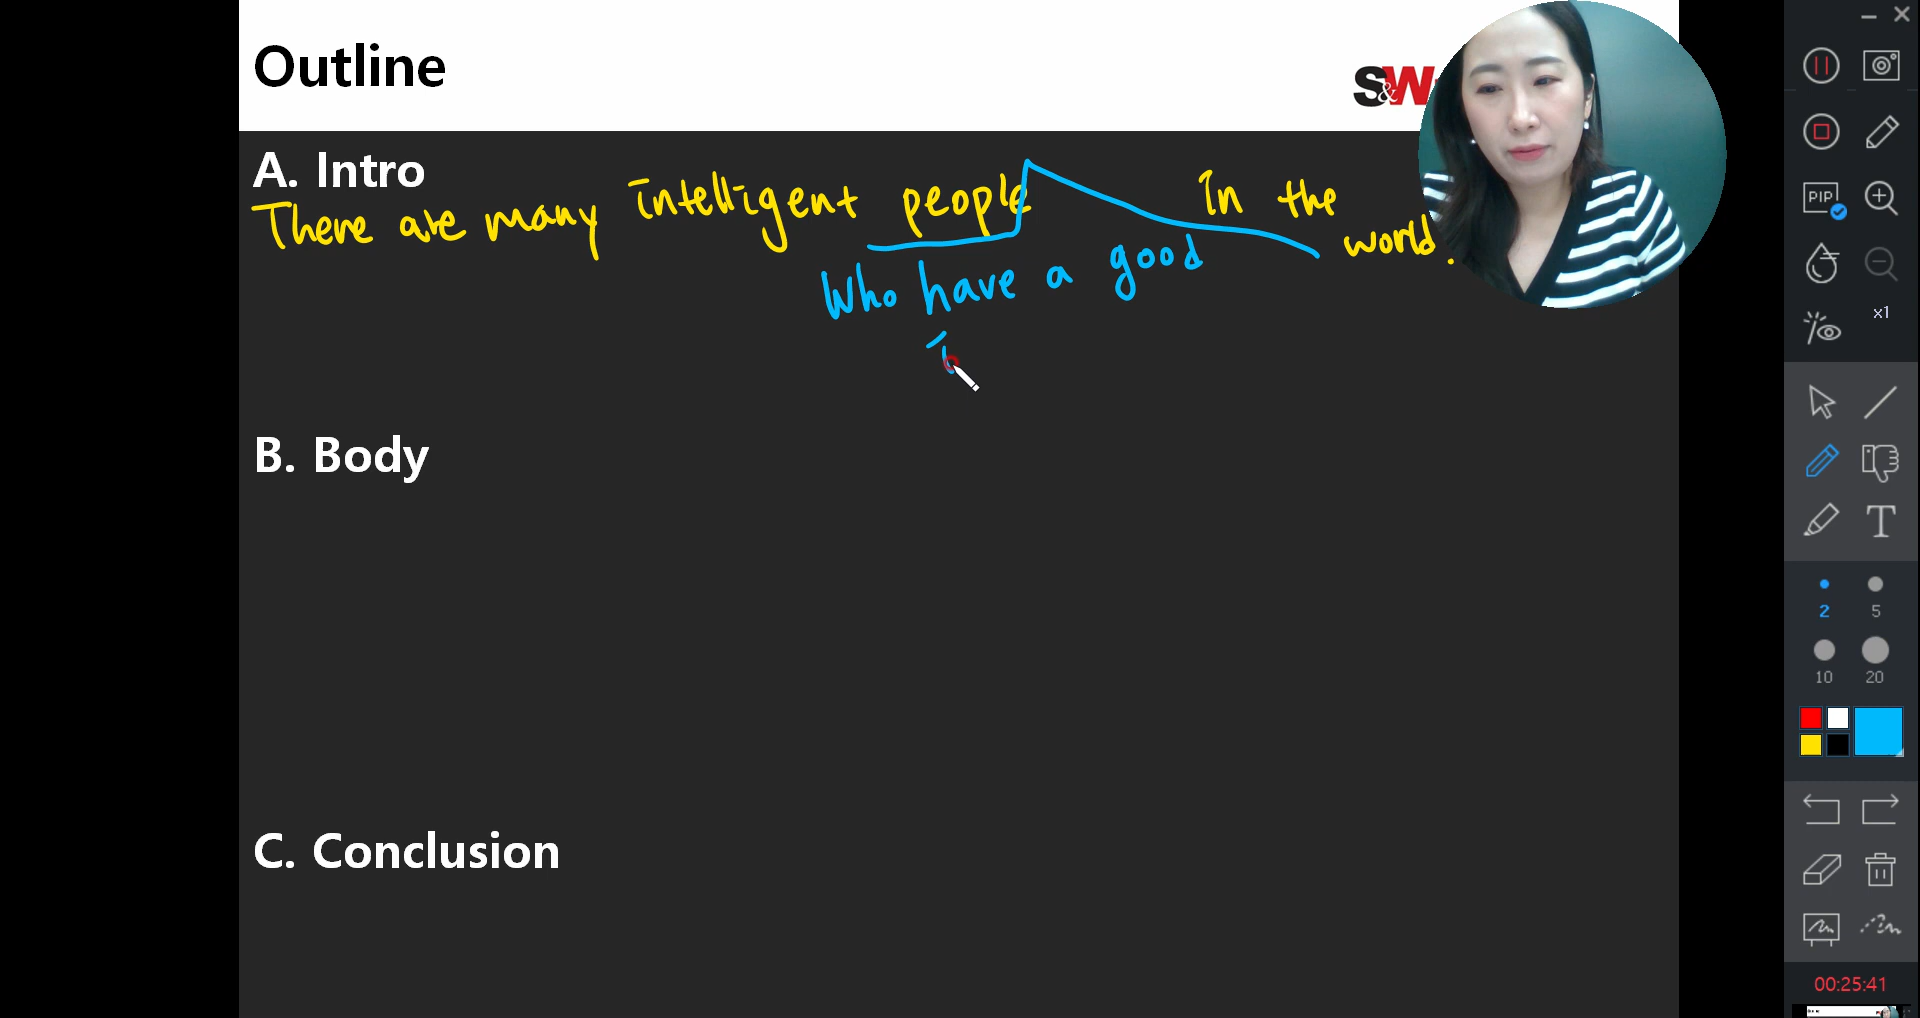 Outline
S&W
A. Intro
There are many intelligent people in the
world.
Who have a good
B. Body
C. Conclusion
PIP
x1
T
2 5
10 20
00:25:41